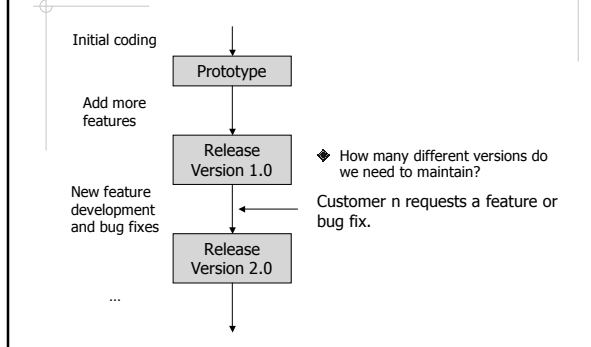 Initial coding
Prototype
Add more
features
Release
Version 1.0
How many different versions do
we need to maintain?
New feature
development
and bug fixes
Customer n requests a feature or
bug fix.
Release
Version 2.0
...